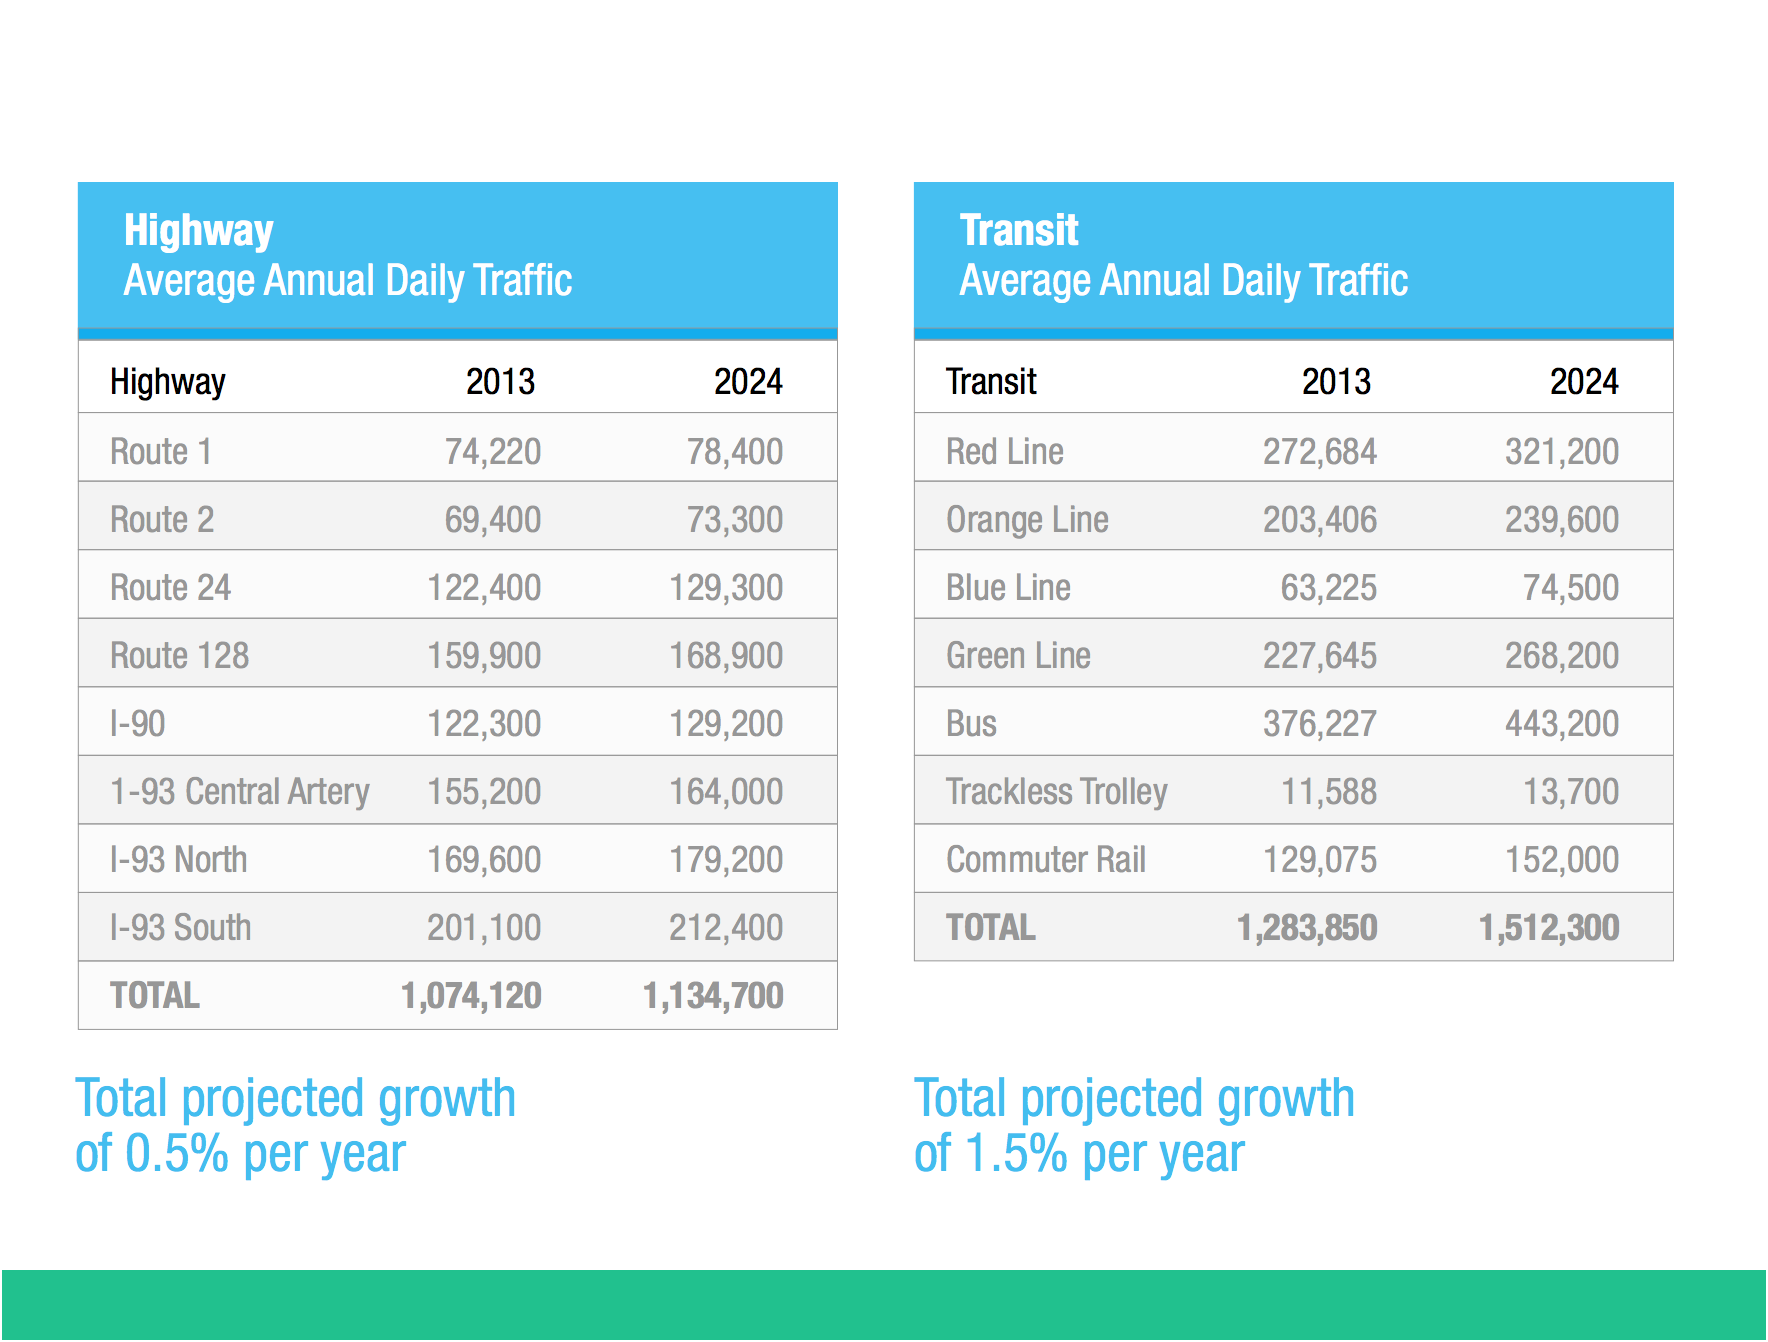 Highway
Average Annual Daily Traffic
Highway 2013 2024
Route 1 74,220 78,400
Route 2 69,400 73,300
Route 24 122,400 129,300
Route 128 159,900 168,900
I-90 122,300 129,200
1-93 Central Artery 155,200 164,000
I-93 North 169,600 179,200
I-93 South 201,100 212,400
TOTAL 1,074,120 1,134,700
Total projected growth
of 0.5% per year
Transit
Average Annual Daily Traffic
Transit 2013 2024
Red Line 272,684 321,200
Orange Line 203,406 239,600
Blue Line 63,225 74,500
Green Line 227,645 268,200
Bus 376,227 443,200
Trackless Trolley 11,588 13,700
Commuter Rail 129,075 152,000
TOTAL 1,283,850 1,512,300
Total projected growth
of 1.5% per year